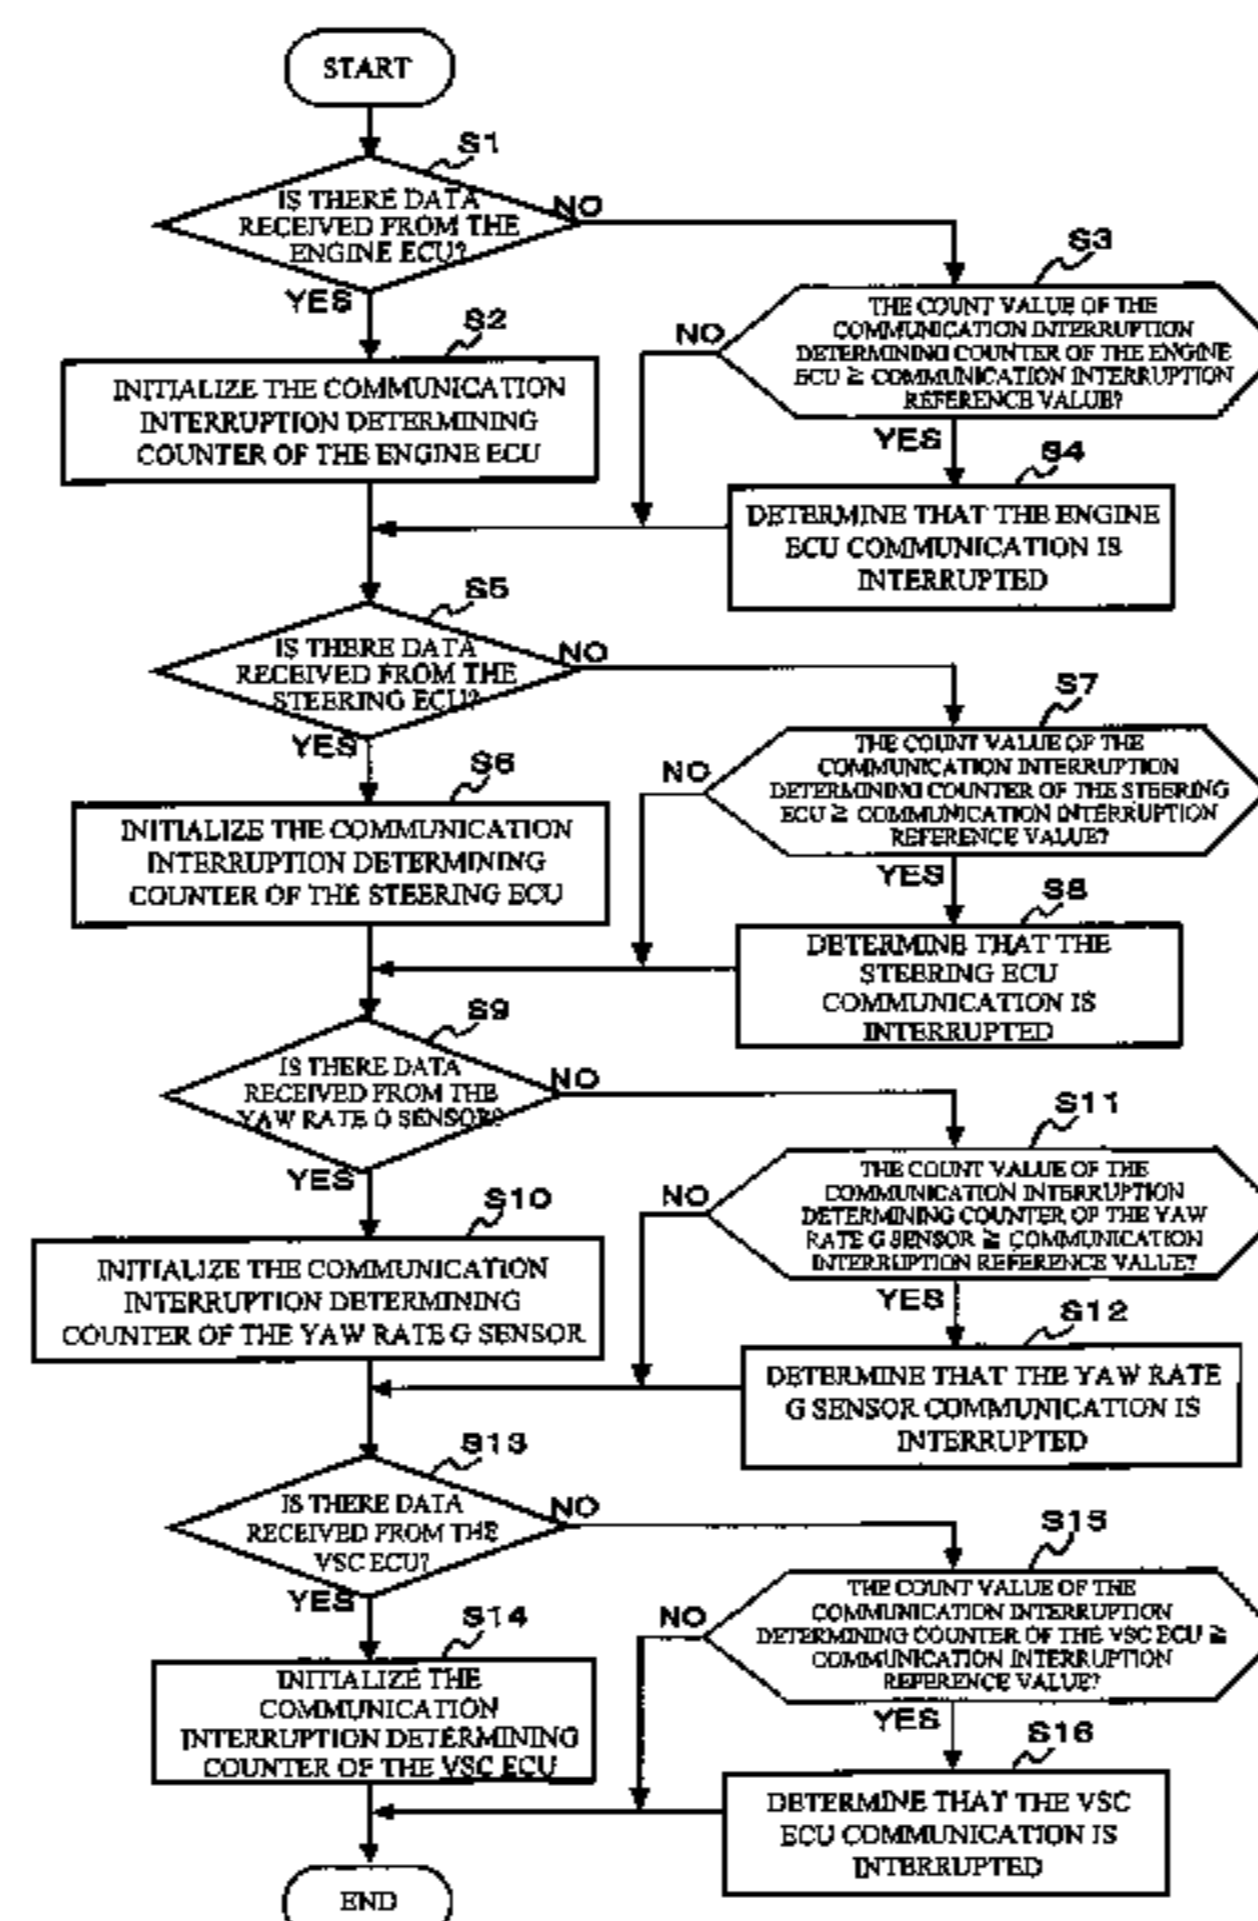 START
S1
IS THERE DATA
RECEIVED FROM THE
ENGINE ECU?
NO
YES
S2
INITIALIZE THE COMMUNICATION
INTERRUPTION DETERMINING
COUNTER OF THE ENGINE ECU
S3
THE COUNT VALUE OF THE
COMMUNICATION INTERRUPTION
DETERMINING COUNTER OF THE ENGINE
ECU ≧ COMMUNICATION INTERRUPTION
REFERENCE VALUE?
NO
YES
S4
DETERMINE THAT THE ENGINE
ECU COMMUNICATION IS
INTERRUPTED
S5
IS THERE DATA
RECEIVED FROM THE
STEERING ECU?
NO
YES
S6
INITIALIZE THE COMMUNICATION
INTERRUPTION DETERMINING
COUNTER OF THE STEERING ECU
S7
THE COUNT VALUE OF THE
COMMUNICATION INTERRUPTION
DETERMINING COUNTER OF THE STEERING
ECU ≧ COMMUNICATION INTERRUPTION
REFERENCE VALUE?
NO
YES
S8
DETERMINE THAT THE
STEERING ECU
COMMUNICATION IS
INTERRUPTED
S9
IS THERE DATA
RECEIVED FROM THE
YAW RATE G SENSOR?
NO
YES
S10
INITIALIZE THE COMMUNICATION
INTERRUPTION DETERMINING
COUNTER OF THE YAW RATE G SENSOR
S11
THE COUNT VALUE OF THE
COMMUNICATION INTERRUPTION
DETERMINING COUNTER OF THE YAW
RATE G SENSOR ≧ COMMUNICATION
INTERRUPTION REFERENCE VALUE?
NO
YES
S12
DETERMINE THAT THE YAW RATE
G SENSOR COMMUNICATION IS
INTERRUPTED
S13
IS THERE DATA
RECEIVED FROM THE
VSC ECU?
NO
YES
S14
INITIALIZE THE
COMMUNICATION
INTERRUPTION DETERMINING
COUNTER OF THE VSC ECU
S15
THE COUNT VALUE OF THE
COMMUNICATION INTERRUPTION
DETERMINING COUNTER OF THE VSC ECU ≧
COMMUNICATION INTERRUPTION
REFERENCE VALUE?
NO
YES
S16
DETERMINE THAT THE VSC
ECU COMMUNICATION IS
INTERRUPTED
END